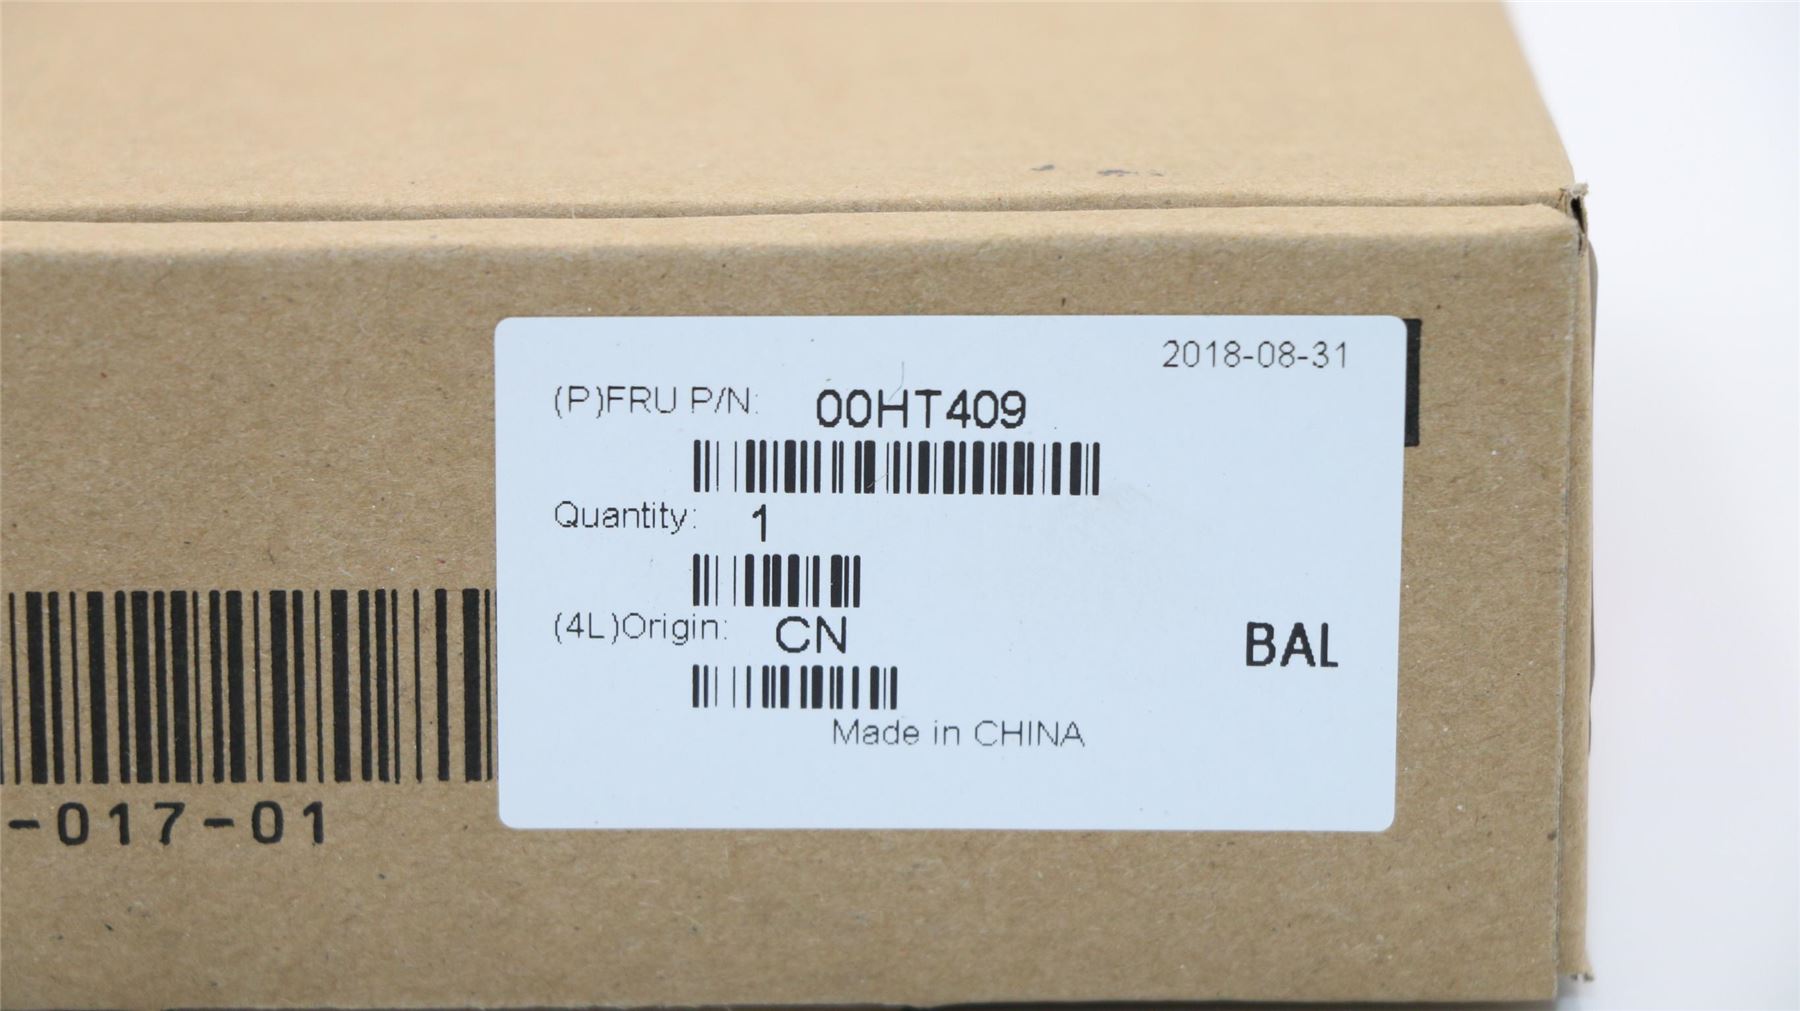 2018-08-31
(P)FRU P/N: 00HT409
Quantity: 1
(4L)Origin: CN
BAL
Made in CHINA
-017-01